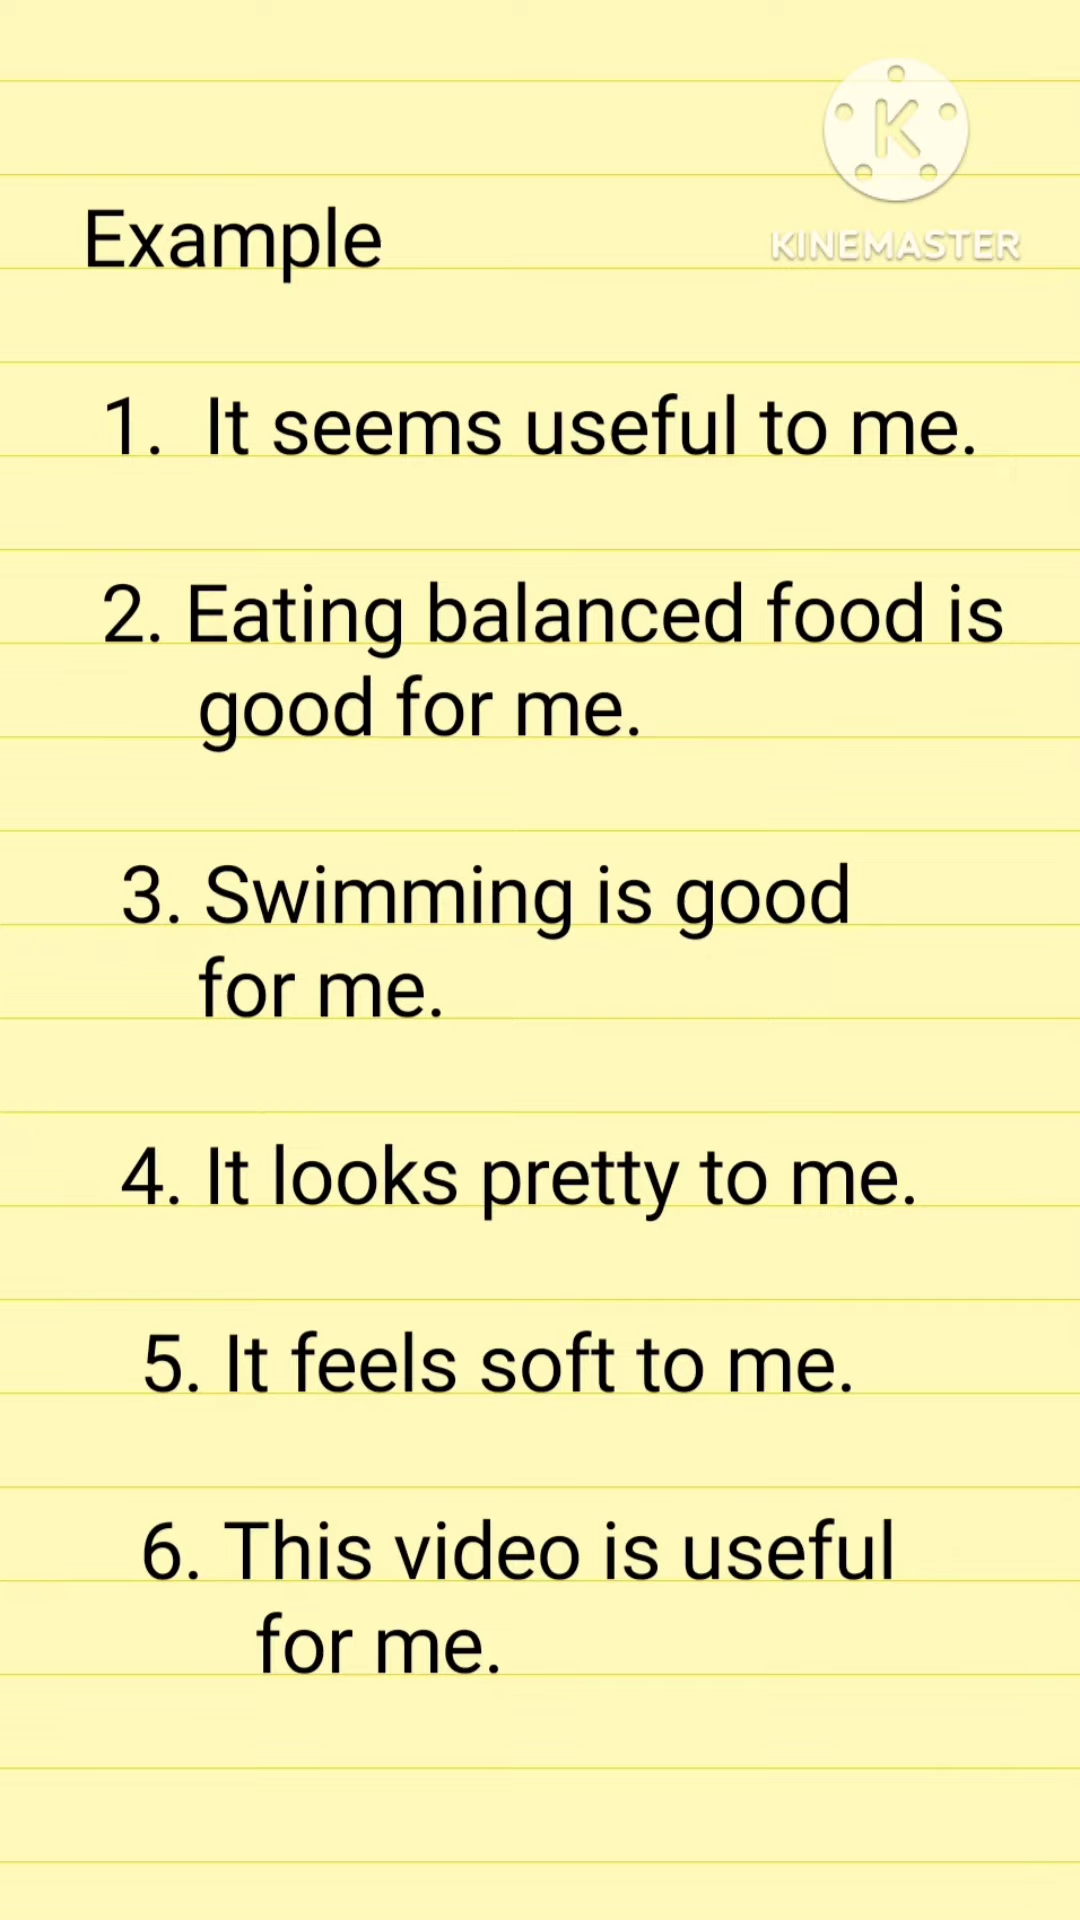 K
KINEMASTER
Example
1. It seems useful to me.
2. Eating balanced food is
good for me.
3. Swimming is good
for me.
4. It looks pretty to me.
5. It feels soft to me.
6. This video is useful
for me.